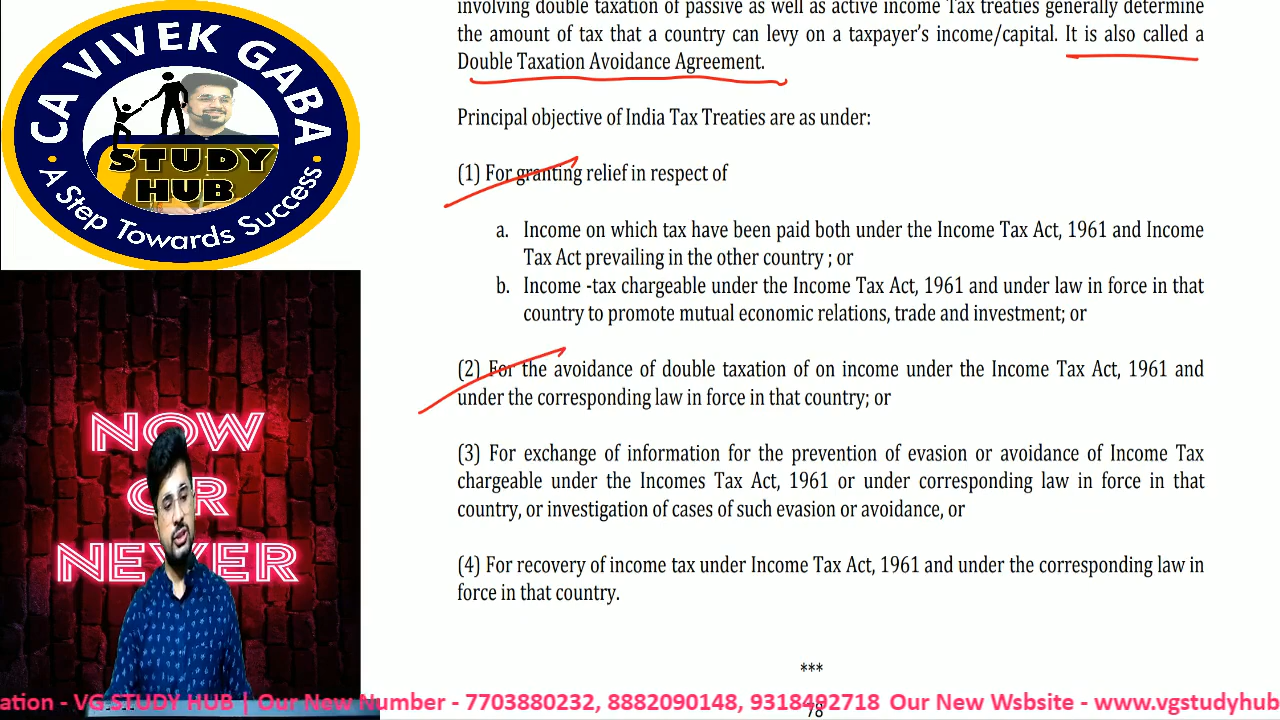 CA VIVEK GABA
STUDY
HUB
A Step Towards Success
NOW
OR
NEVER
involving double taxation of passive as well as active income Tax treaties generally determine
the amount of tax that a country can levy on a taxpayer's income/capital. It is also called a
Double Taxation Avoidance Agreement.
Principal objective of India Tax Treaties are as under:
(1) For granting relief in respect of
a. Income on which tax have been paid both under the Income Tax Act, 1961 and Income
Tax Act prevailing in the other country ; or
b. Income -tax chargeable under the Income Tax Act, 1961 and under law in force in that
country to promote mutual economic relations, trade and investment; or
(2) For the avoidance of double taxation of on income under the Income Tax Act, 1961 and
under the corresponding law in force in that country; or
(3) For exchange of information for the prevention of evasion or avoidance of Income Tax
chargeable under the Incomes Tax Act, 1961 or under corresponding law in force in that
country, or investigation of cases of such evasion or avoidance, or
(4) For recovery of income tax under Income Tax Act, 1961 and under the corresponding law in
force in that country.
***
ation - VG STUDY HUB | Our New Number - 7703880232, 8882090148, 9318492718 Our New Wsbsite - www.vgstudyhub
78